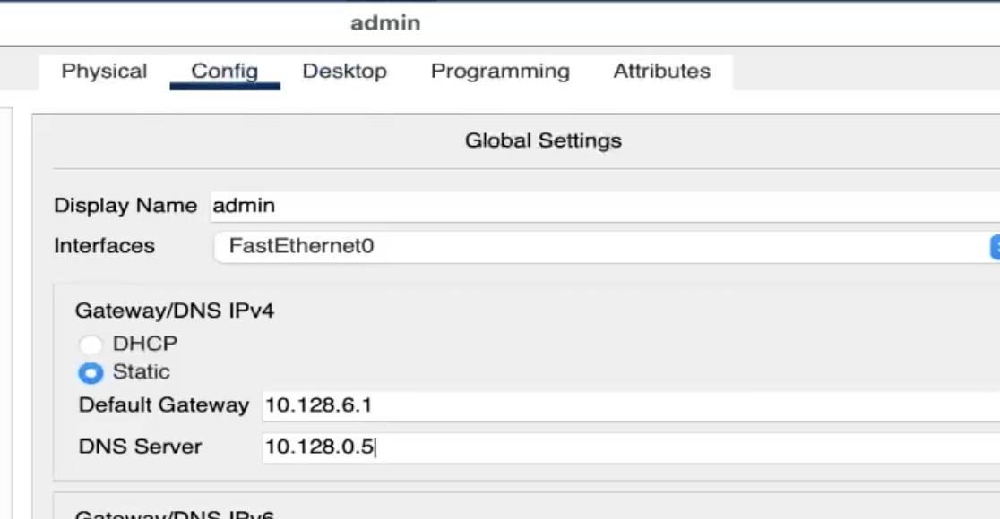 admin
Physical Config Desktop Programming Attributes
Global Settings
Display Name admin
Interfaces FastEthernet0
Gateway/DNS IPv4
DHCP
Static
Default Gateway 10.128.6.1
DNS Server 10.128.0.5
Gateway/DNS IPv6